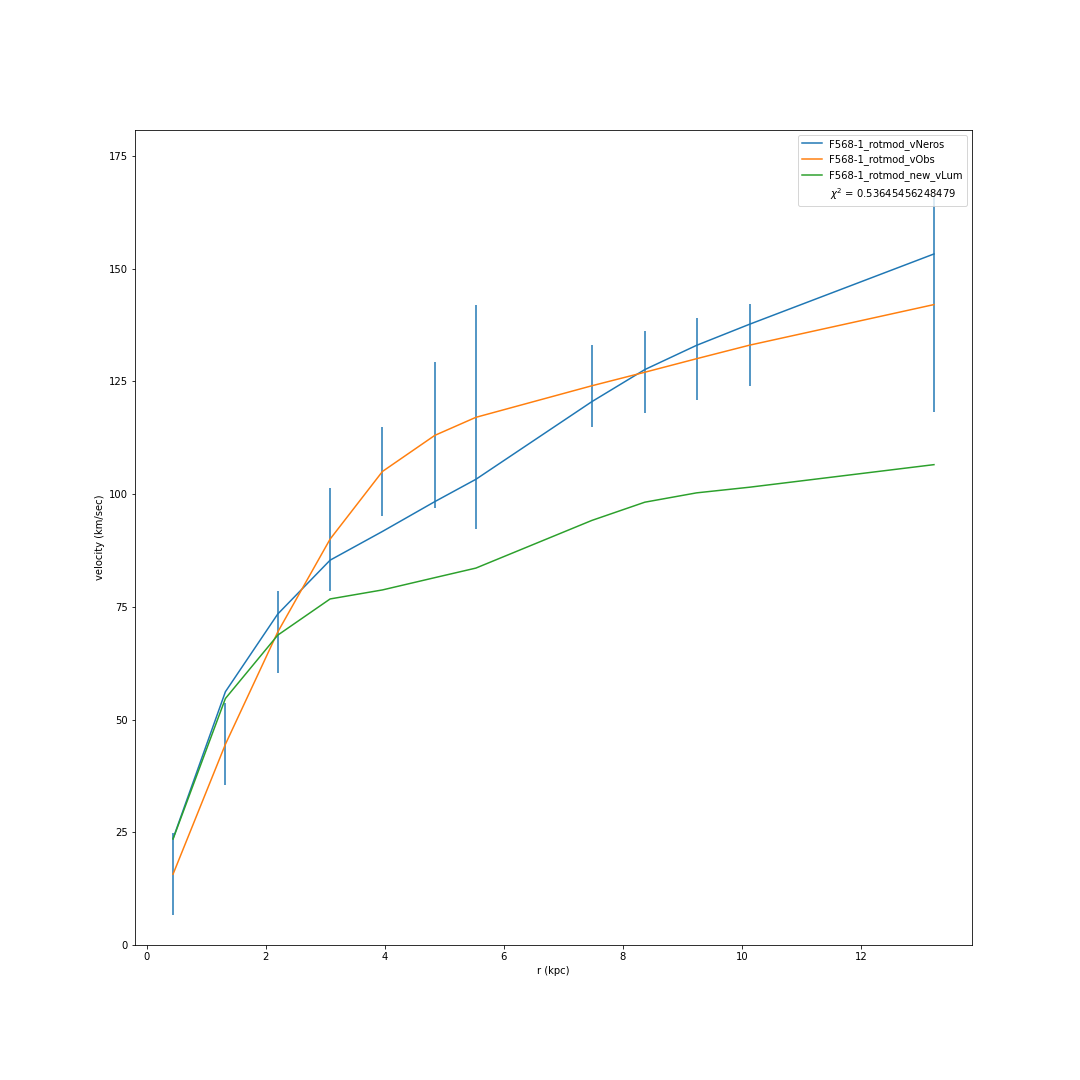 F568-1_rotmod_vNeros
F568-1_rotmod_vObs
F568-1_rotmod_new_vLum
χ² = 0.53645456248479
175
150
125
100
75
50
25
0
velocity (km/sec)
0 2 4 6 8 10 12
r (kpc)